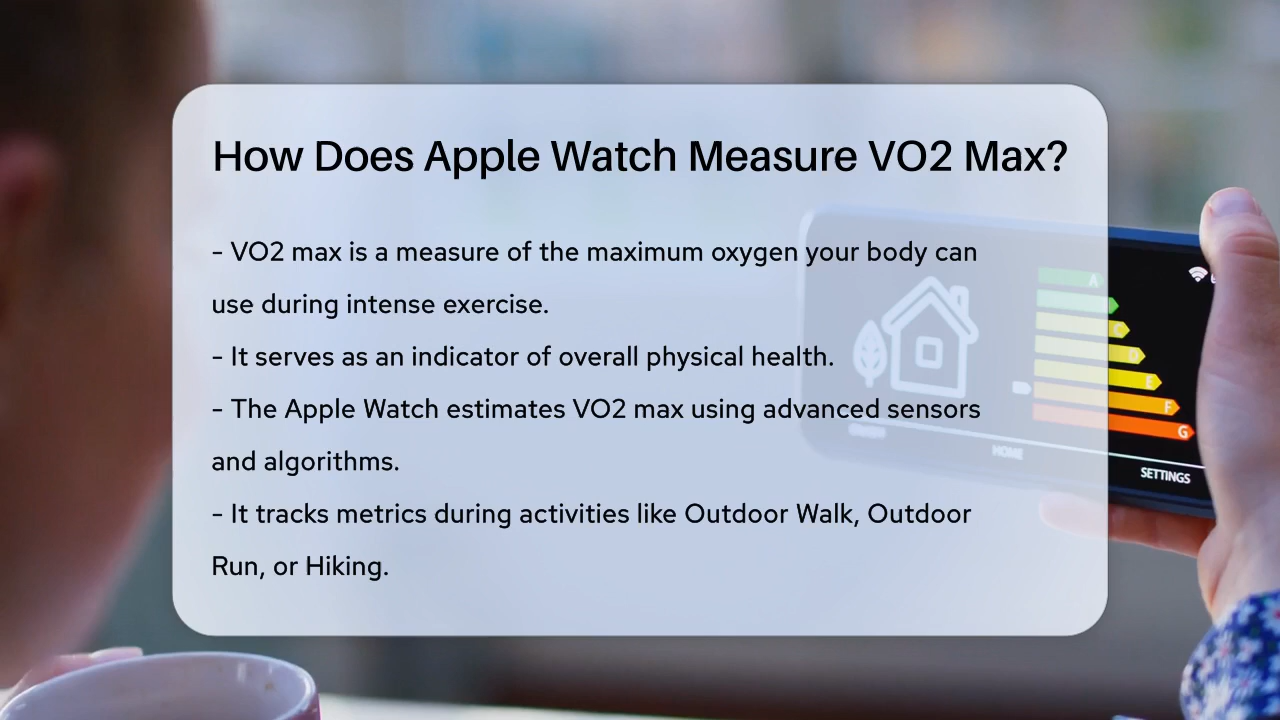 How Does Apple Watch Measure VO2 Max?
- VO2 max is a measure of the maximum oxygen your body can
use during intense exercise.
- It serves as an indicator of overall physical health.
- The Apple Watch estimates VO2 max using advanced sensors
and algorithms.
- It tracks metrics during activities like Outdoor Walk, Outdoor
Run, or Hiking.
A
C
D
E
F
G
HOME
SETTINGS